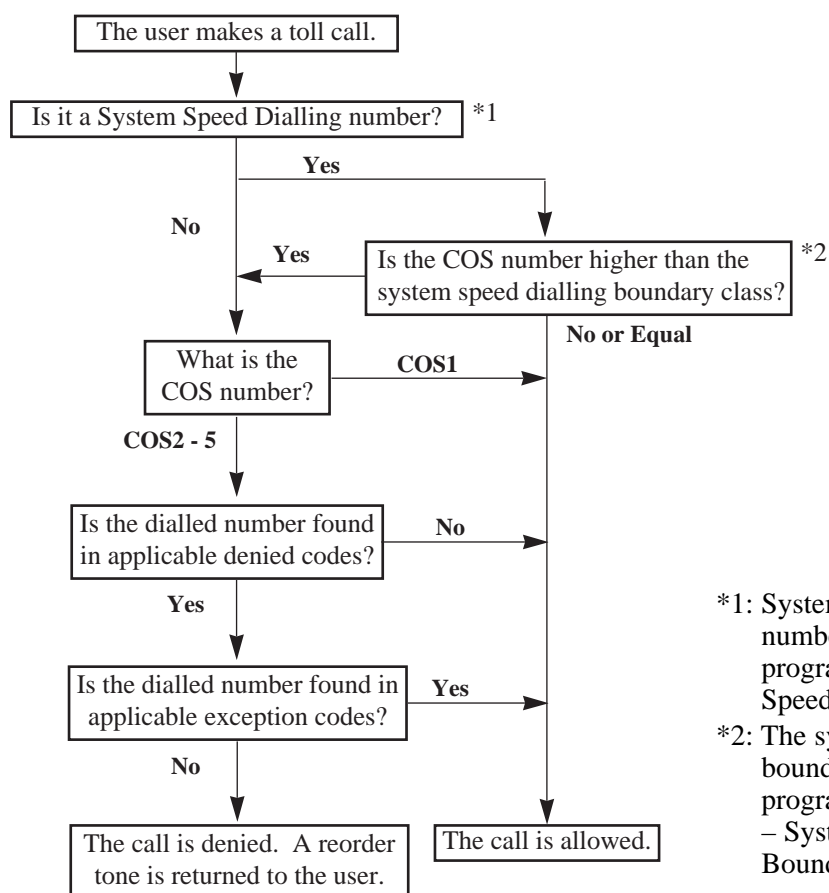 The user makes a toll call.
Is it a System Speed Dialling number? *1
Yes
No
Yes
Is the COS number higher than the *2
system speed dialling boundary class?
No or Equal
What is the
COS number?
COS1
COS2 - 5
Is the dialled number found
in applicable denied codes?
No
Yes
Is the dialled number found in
applicable exception codes?
Yes
No
The call is denied. A reorder
tone is returned to the user.
The call is allowed.
*1: System
numbe
progra
Speed
*2: The sy
bound
progra
– Syst
Bound